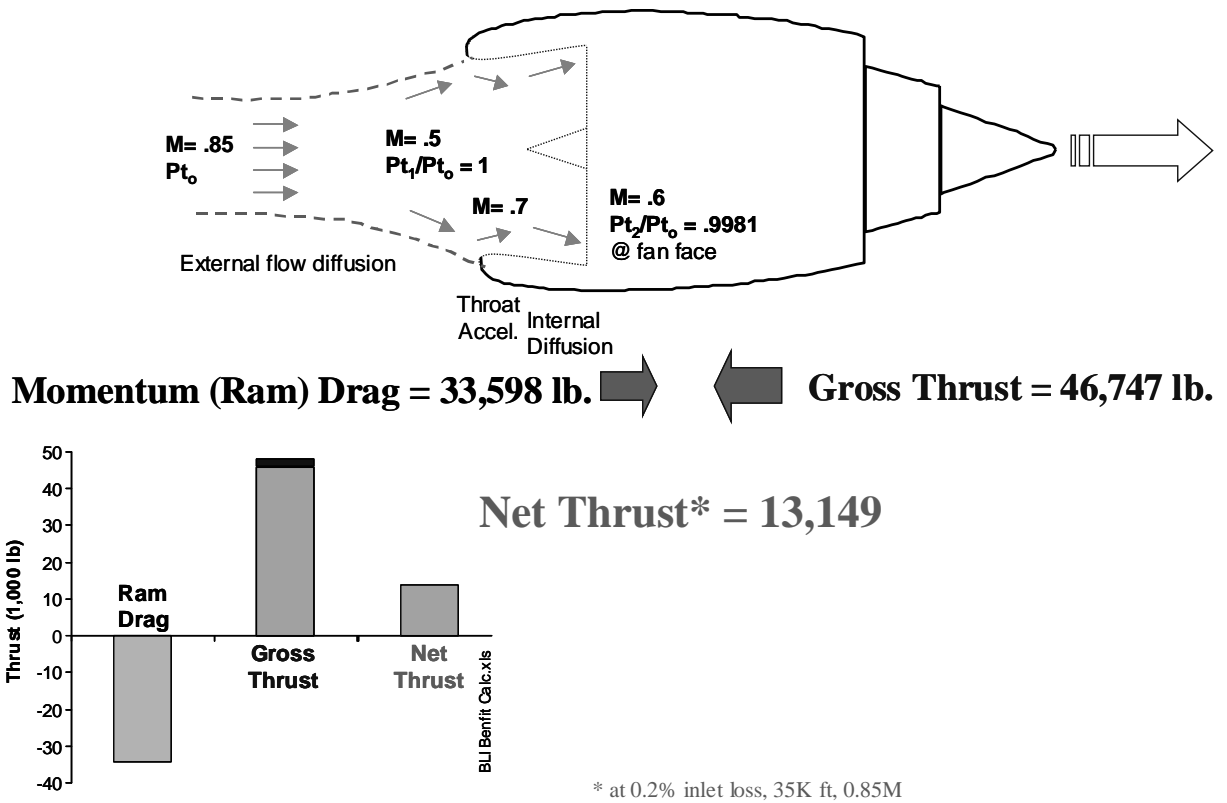 M= .85
Pt₀
M= .5
Pt₁/Pt₀ = 1
M= .7
M= .6
Pt₂/Pt₀ = .9981
@ fan face
External flow diffusion
Throat
Accel.
Internal
Diffusion
Momentum (Ram) Drag = 33,598 lb.
Gross Thrust = 46,747 lb.
Net Thrust* = 13,149
Thrust (1,000 lb)
50
40
30
20
10
0
-10
-20
-30
-40
Ram
Drag
Gross
Thrust
Net
Thrust
BLI Benfit Calc.xls
* at 0.2% inlet loss, 35K ft, 0.85M